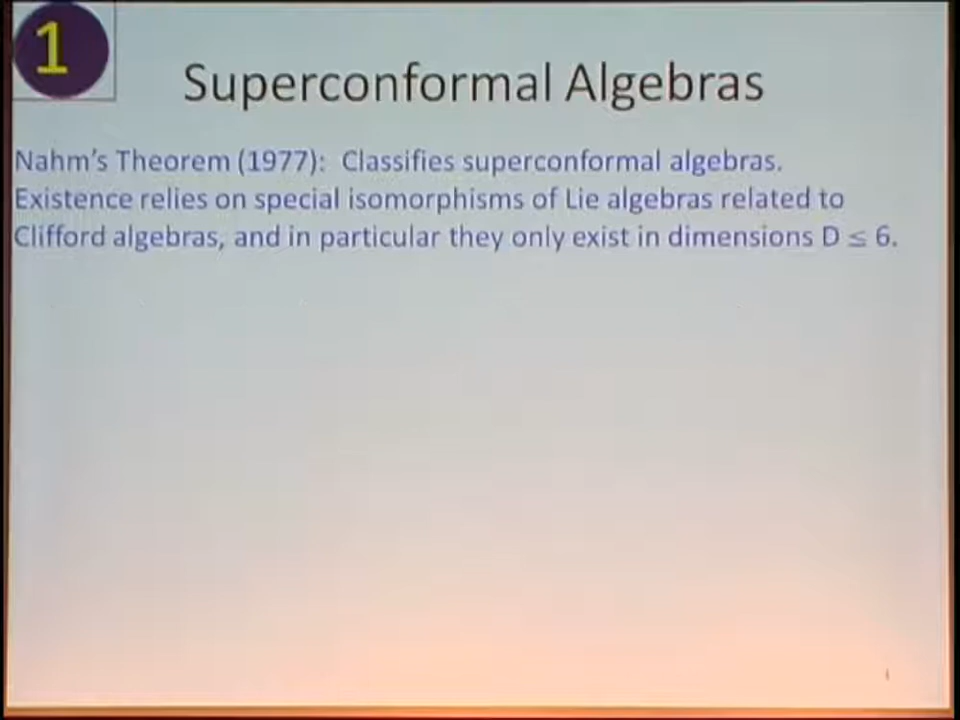 1
Superconformal Algebras
Nahm's Theorem (1977): Classifies superconformal algebras.
Existence relies on special isomorphisms of Lie algebras related to
Clifford algebras, and in particular they only exist in dimensions D ≤ 6.